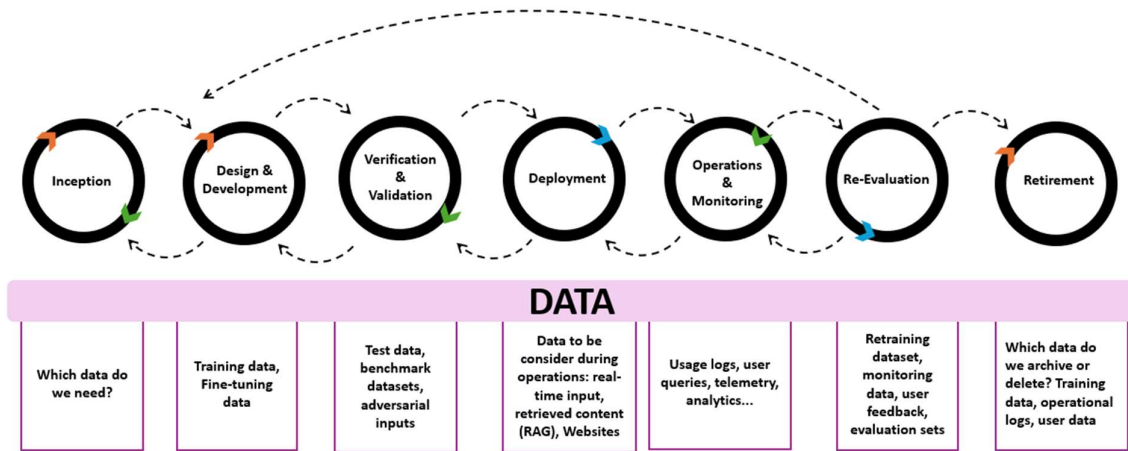 Inception
Design &
Development
Verification
&
Validation
Deployment
Operations
&
Monitoring
Re-Evaluation
Retirement
DATA
Which data do
we need?
Training data,
Fine-tuning
data
Test data,
benchmark
datasets,
adversarial
inputs
Data to be
consider during
operations: real-
time input,
retrieved content
(RAG), Websites
Usage logs, user
queries, telemetry,
analytics...
Retraining
dataset,
monitoring
data, user
feedback,
evaluation sets
Which data do
we archive or
delete? Training
data, operational
logs, user data